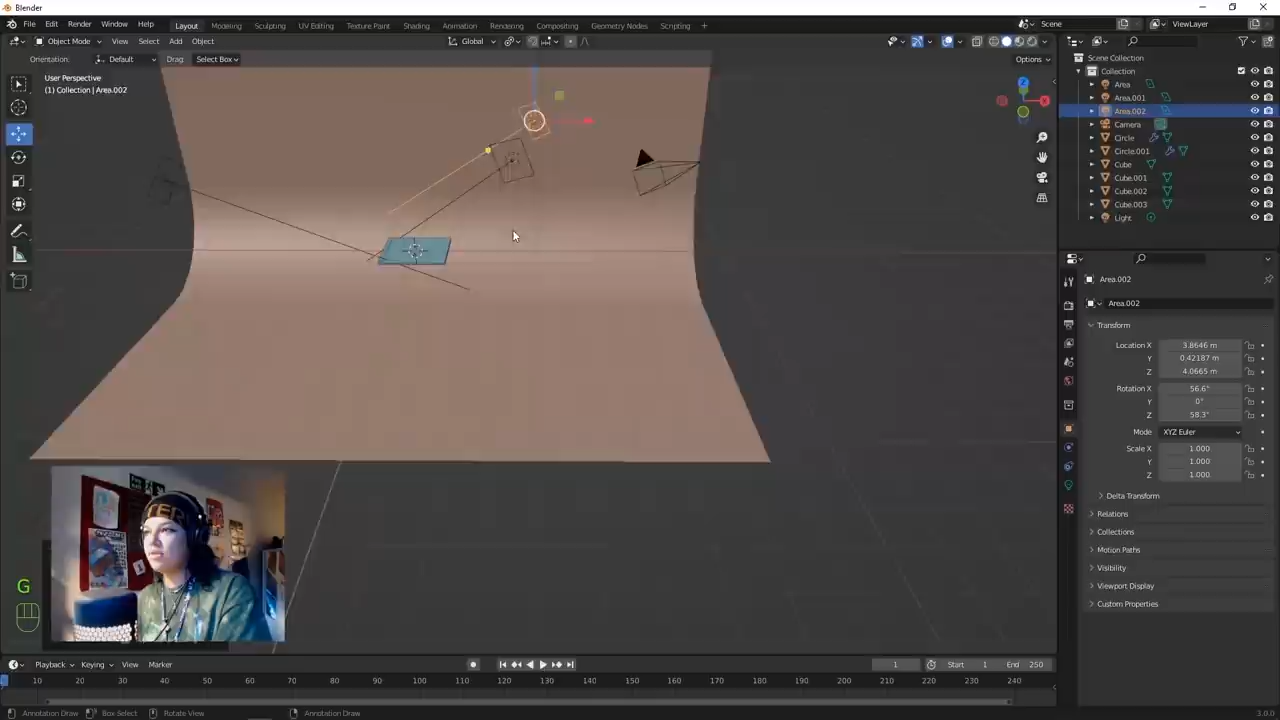 Blender
File Edit Render Window Help Layout Modeling Sculpting UV Editing Texture Paint Shading Animation Rendering Compositing Geometry Nodes Scripting + Scene ViewLayer
Object Mode View Select Add Object Global
Orientation: Default Drag: Select Box Options
User Perspective
(1) Collection | Area.002
Z
X
Scene Collection
Collection
Area
Area.001
Area.002
Camera
Circle
Circle.001
Cube
Cube.001
Cube.002
Cube.003
Light
Area.002
Area.002
Transform
Location X 3.8646 m
Y 0.42187 m
Z 4.0665 m
Rotation X 56.6°
Y 0°
Z 58.3°
Mode XYZ Euler
Scale X 1.000
Y 1.000
Z 1.000
Delta Transform
Relations
Collections
Motion Paths
Visibility
Viewport Display
Custom Properties
G
Playback Keying View Marker 1 Start 1 End 250
10 20 30 40 50 60 70 80 90 100 110 120 130 140 150 160 170 180 190 200 210 220 230 240
Annotation Draw Box Select Rotate View Annotation Draw 3.0.0